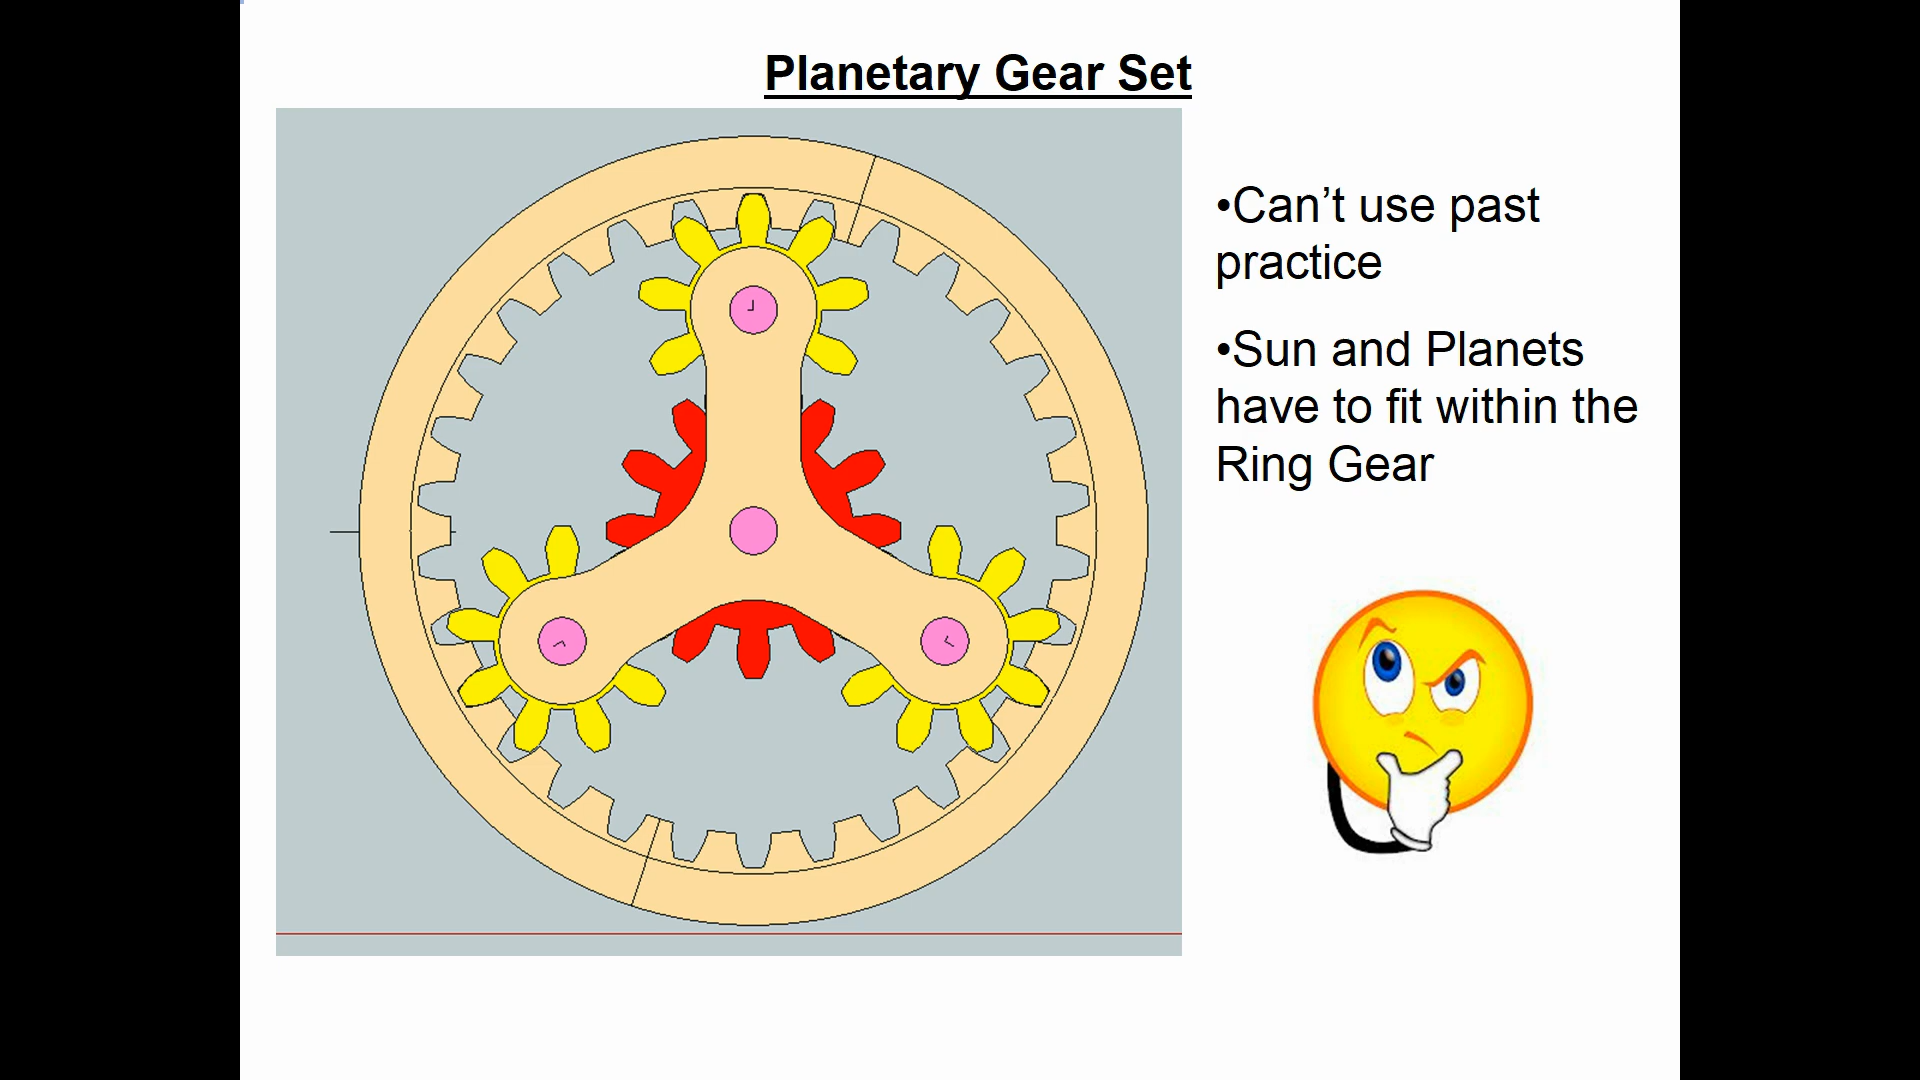 Planetary Gear Set
•Can’t use past
practice
•Sun and Planets
have to fit within the
Ring Gear